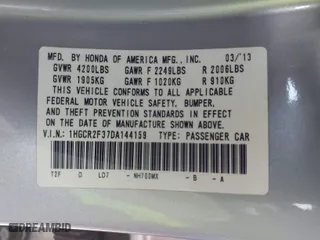 MFD. BY HONDA OF AMERICA MFG., INC. 03/13
GVWR 4200LBS GAWR F 2249LBS R 2006LBS
GVWR 1905KG GAWR F 1020KG R 910KG
THIS VEHICLE CONFORMS TO ALL APPLICABLE
FEDERAL MOTOR VEHICLE SAFETY, BUMPER,
AND THEFT PREVENTION STANDARDS IN EFFECT
ON THE DATE OF MANUFACTURE SHOWN ABOVE.
V.I.N.: 1HGCR2F37DA144159 TYPE: PASSENGER CAR
T2F D LD7 - NH700MX - B - A
DREAMBID